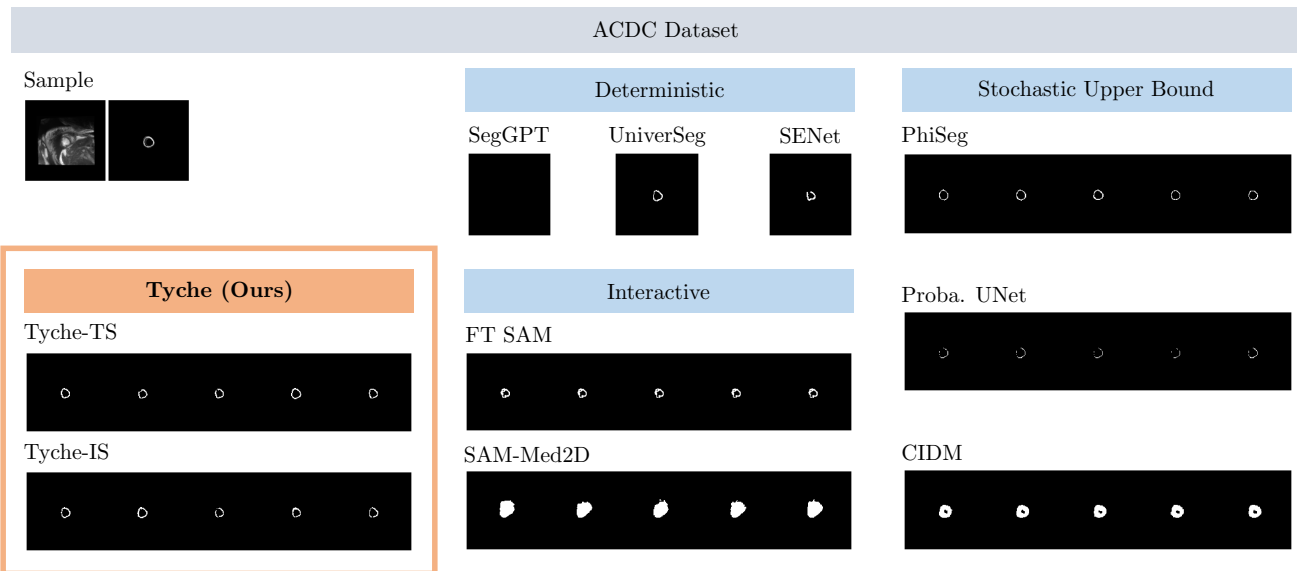 ACDC Dataset
Sample
Deterministic
SegGPT
UniverSeg
SENet
Stochastic Upper Bound
PhiSeg
Tyche (Ours)
Tyche-TS
Tyche-IS
Interactive
FT SAM
SAM-Med2D
Proba. UNet
CIDM